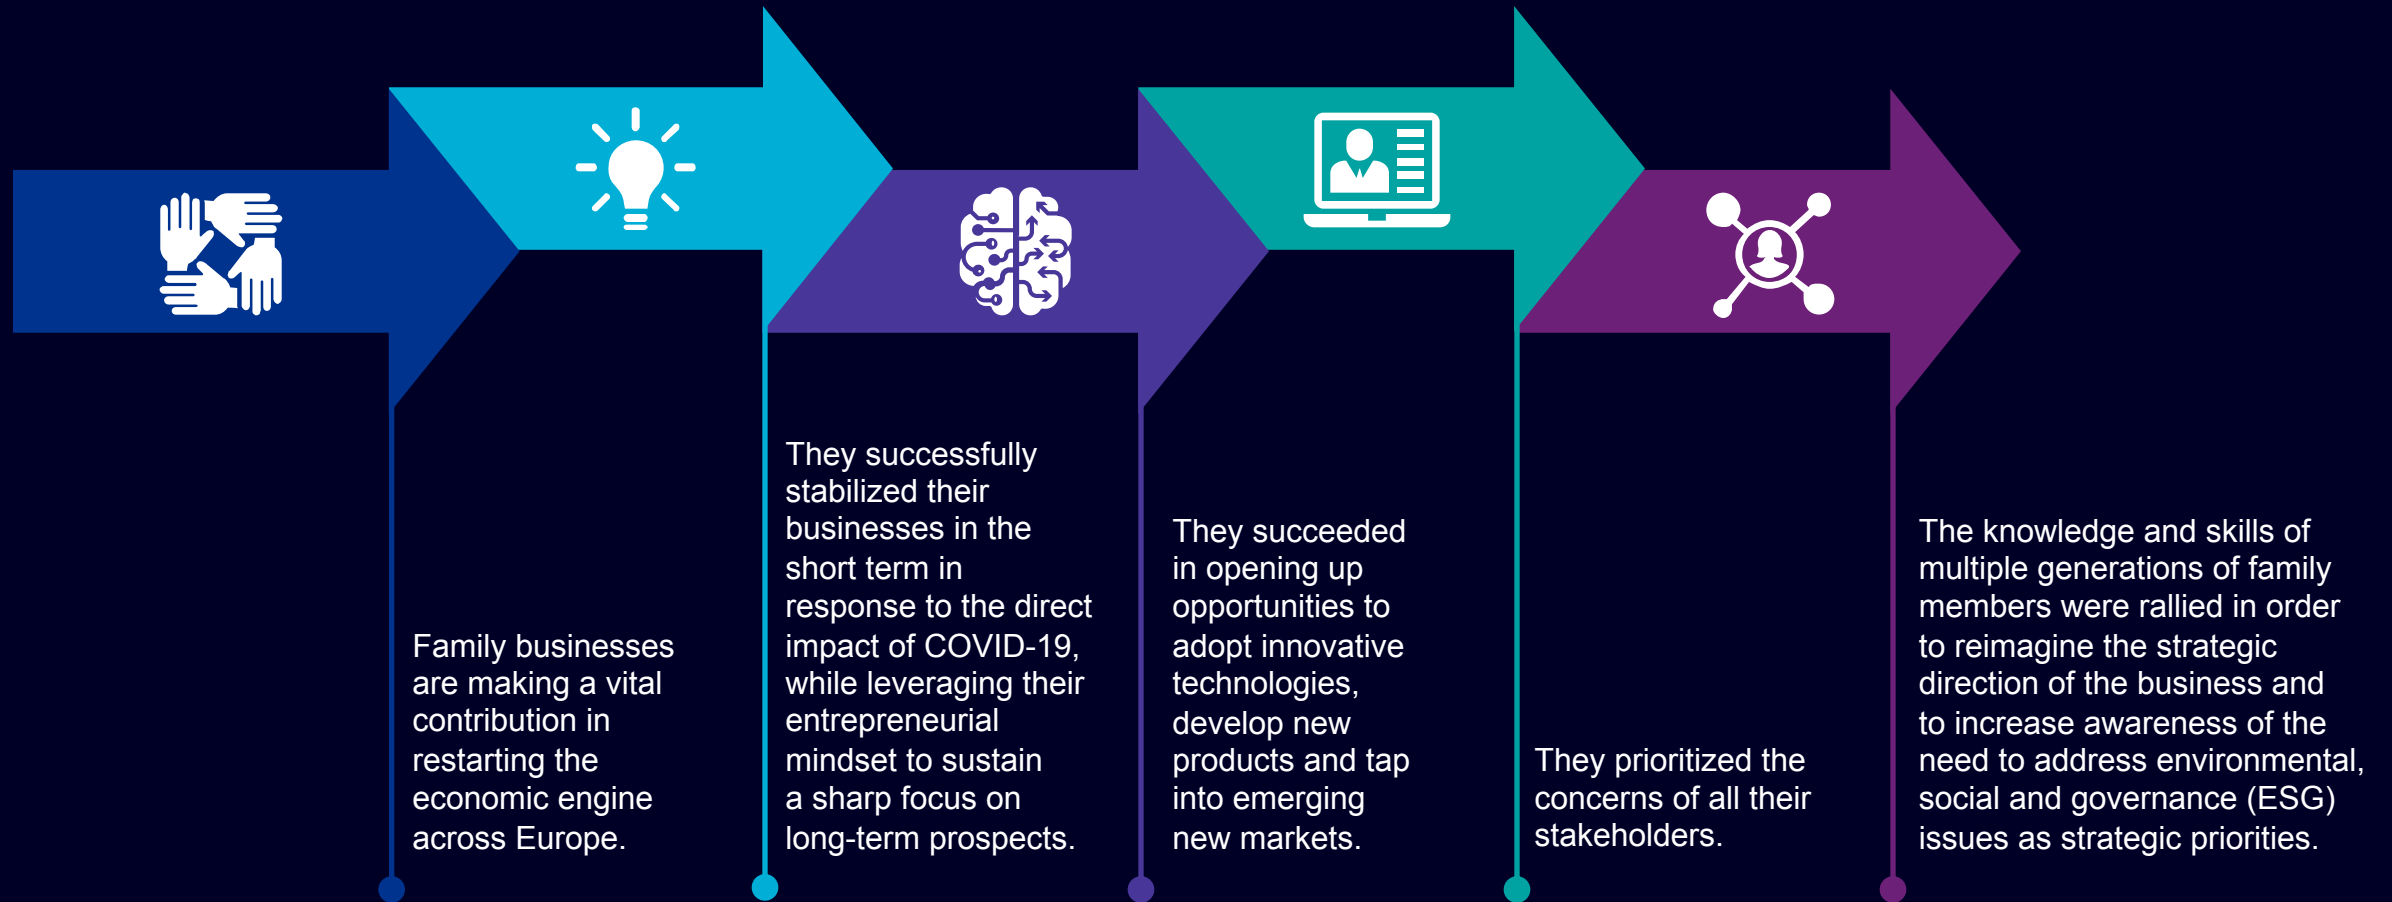 Family businesses
are making a vital
contribution in
restarting the
economic engine
across Europe.
They successfully
stabilized their
businesses in the
short term in
response to the direct
impact of COVID-19,
while leveraging their
entrepreneurial
mindset to sustain
a sharp focus on
long-term prospects.
They succeeded
in opening up
opportunities to
adopt innovative
technologies,
develop new
products and tap
into emerging
new markets.
They prioritized the
concerns of all their
stakeholders.
The knowledge and skills of
multiple generations of family
members were rallied in order
to reimagine the strategic
direction of the business and
to increase awareness of the
need to address environmental,
social and governance (ESG)
issues as strategic priorities.